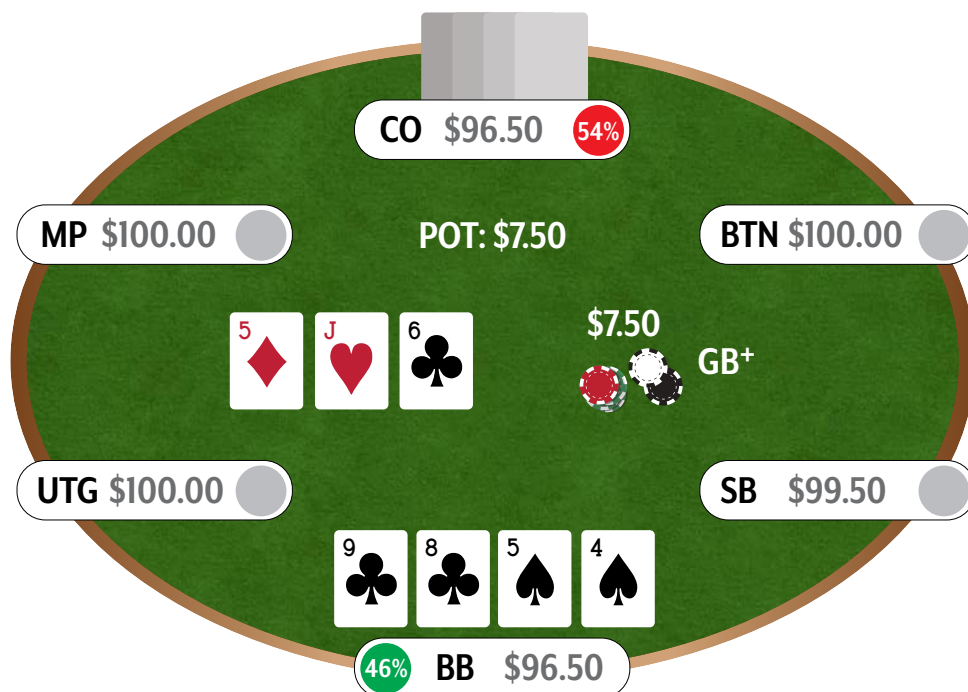 CO $96.50 54%
MP $100.00
POT: $7.50
BTN $100.00
5 J 6
$7.50
GB+
UTG $100.00
SB $99.50
9 8 5 4
46% BB $96.50